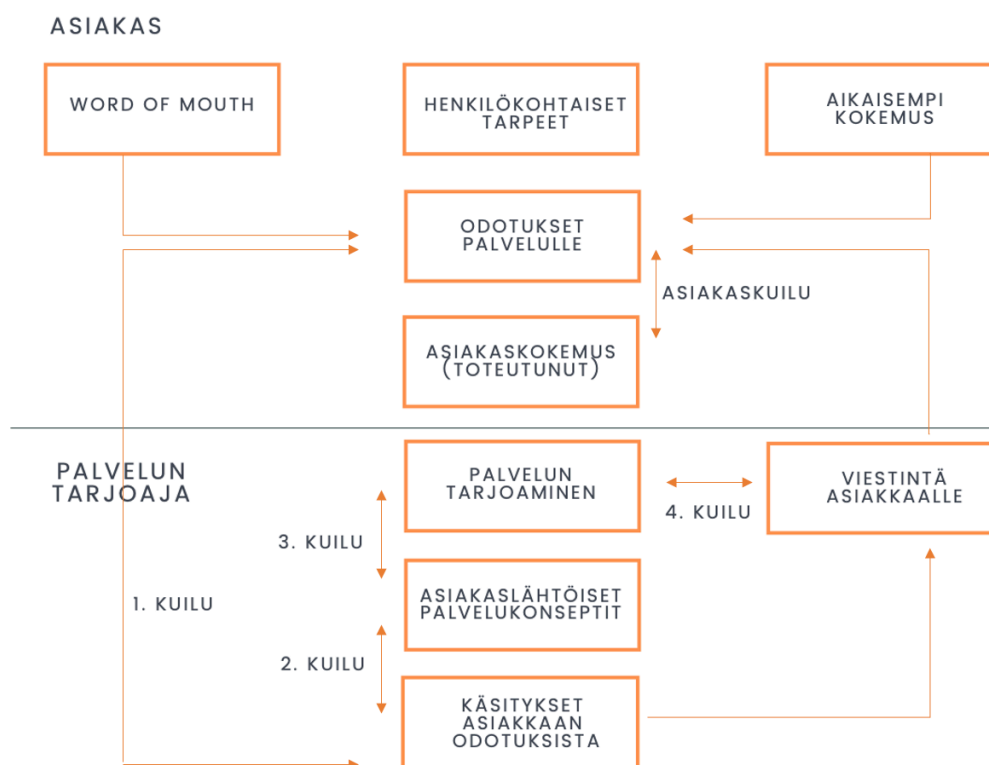 ASIAKAS
WORD OF MOUTH
HENKILÖKOHTAISET
TARPEET
AIKAISEMPI
KOKEMUS
ODOTUKSET
PALVELULLE
ASIAKASKUILU
ASIAKASKOKEMUS
(TOTEUTUNUT)
PALVELUN
TARJOAJA
PALVELUN
TARJOAMINEN
VIESTINTÄ
ASIAKKAALLE
4. KUILU
3. KUILU
ASIAKASLÄHTÖISET
PALVELUKONSEPTIT
1. KUILU
2. KUILU
KÄSITYKSET
ASIAKKAAN
ODOTUKSISTA